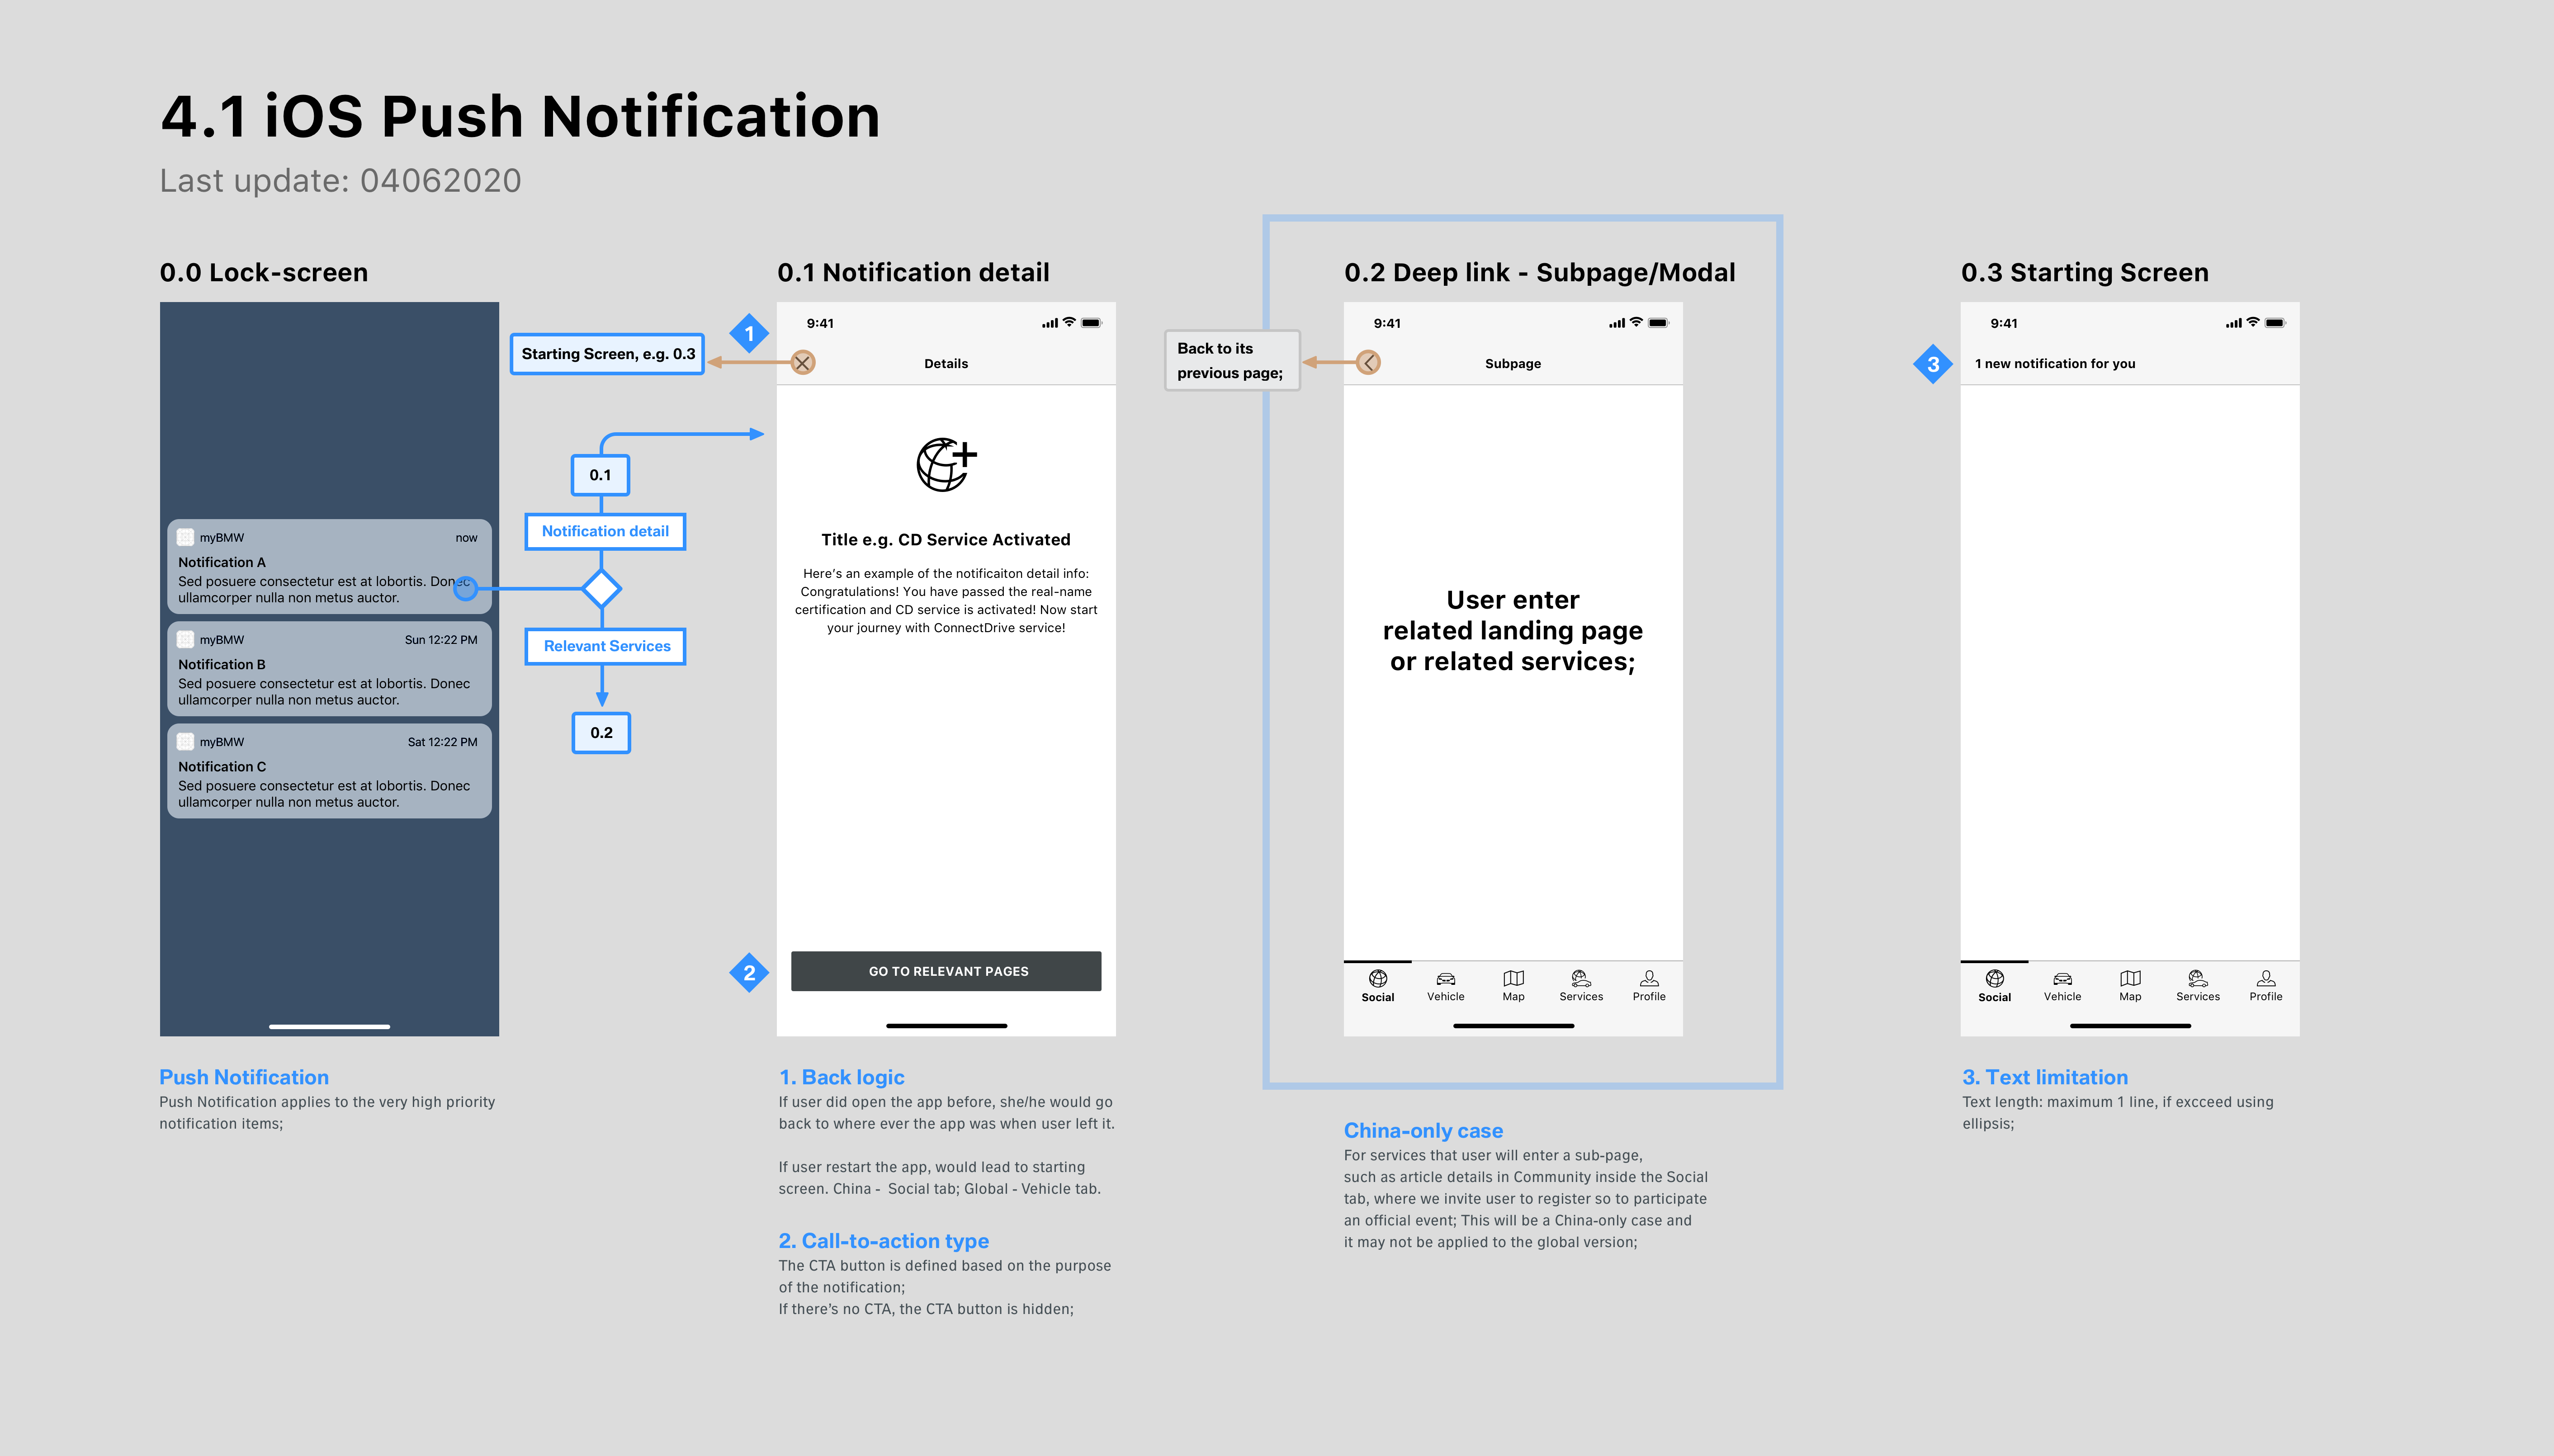 4.1 iOS Push Notification
Last update: 04062020
0.0 Lock-screen
myBMW now
Notification A
Sed posuere consectetur est at lobortis. Donec
ullamcorper nulla non metus auctor.
myBMW Sun 12:22 PM
Notification B
Sed posuere consectetur est at lobortis. Donec
ullamcorper nulla non metus auctor.
myBMW Sat 12:22 PM
Notification C
Sed posuere consectetur est at lobortis. Donec
ullamcorper nulla non metus auctor.
Push Notification
Push Notification applies to the very high priority
notification items;
Starting Screen, e.g. 0.3
0.1
Notification detail
Relevant Services
0.2
0.1 Notification detail
1
9:41
Details
Title e.g. CD Service Activated
Here's an example of the notificaiton detail info:
Congratulations! You have passed the real-name
certification and CD service is activated! Now start
your journey with ConnectDrive service!
2
GO TO RELEVANT PAGES
1. Back logic
If user did open the app before, she/he would go
back to where ever the app was when user left it.
If user restart the app, would lead to starting
screen. China - Social tab; Global - Vehicle tab.
2. Call-to-action type
The CTA button is defined based on the purpose
of the notification;
If there's no CTA, the CTA button is hidden;
0.2 Deep link - Subpage/Modal
Back to its
previous page;
9:41
Subpage
User enter
related landing page
or related services;
Social Vehicle Map Services Profile
China-only case
For services that user will enter a sub-page,
such as article details in Community inside the Social
tab, where we invite user to register so to participate
an official event; This will be a China-only case and
it may not be applied to the global version;
0.3 Starting Screen
9:41
3
1 new notification for you
Social Vehicle Map Services Profile
3. Text limitation
Text length: maximum 1 line, if excceed using
ellipsis;